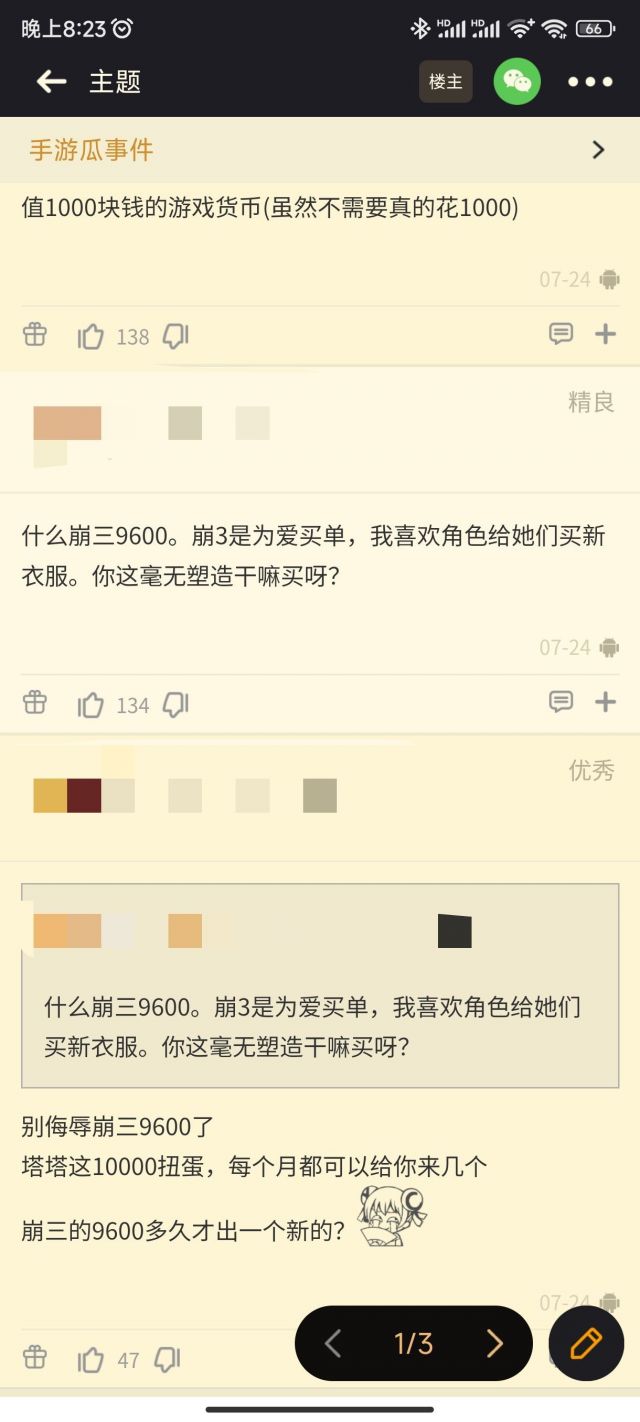 晚上8:23
HD HD 66
主题
楼主
手游瓜事件
值1000块钱的游戏货币(虽然不需要真的花1000)
07-24
138
精良
什么崩三9600。崩3是为爱买单，我喜欢角色给她们买新
衣服。你这毫无塑造干嘛买呀？
07-24
134
优秀
什么崩三9600。崩3是为爱买单，我喜欢角色给她们
买新衣服。你这毫无塑造干嘛买呀？
别侮辱崩三9600了
塔塔这10000扭蛋，每个月都可以给你来几个
崩三的9600多久才出一个新的？
07-24
47
1/3